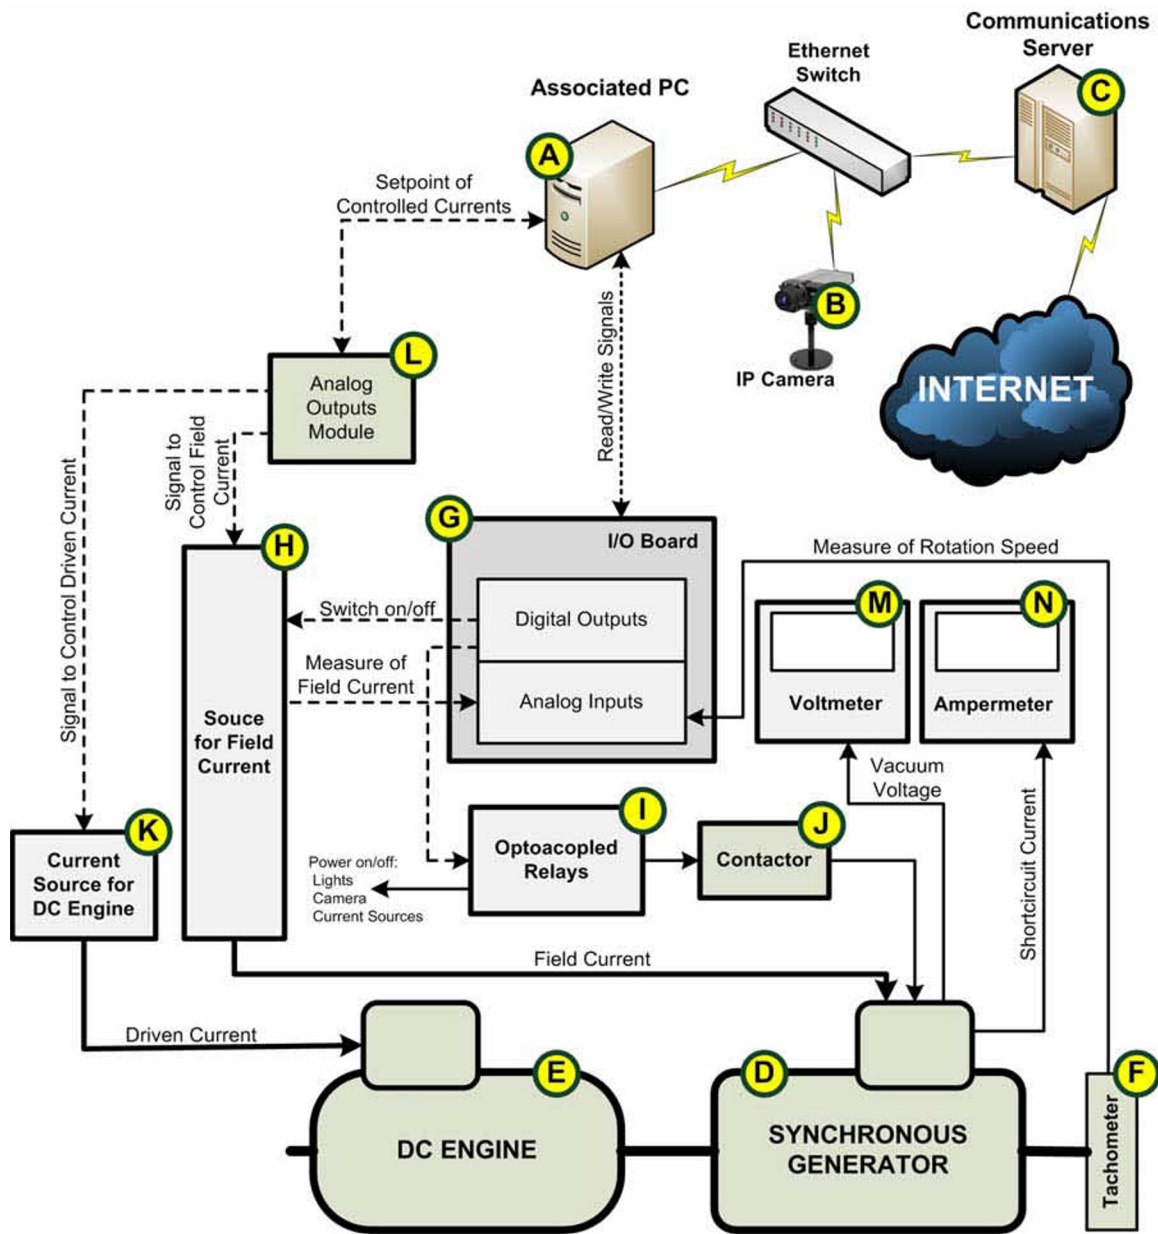 Communications
Server
C
Ethernet
Switch
Associated PC
A
Setpoint of
Controlled Currents
B
IP Camera
INTERNET
Read/Write Signals
L
Analog
Outputs
Module
Signal to
Control Field
Current
Signal to Control Driven Current
G
I/O Board
H
Measure of Rotation Speed
Switch on/off
Digital Outputs
M
N
Measure of
Field Current
Analog Inputs
Voltmeter
Ampermeter
Souce
for Field
Current
Vacuum
Voltage
Shortcircuit Current
K
Current
Source for
DC Engine
I
Optoacopled
Relays
J
Contactor
Power on/off:
Lights
Camera
Current Sources
Field Current
Driven Current
E
DC ENGINE
D
SYNCHRONOUS
GENERATOR
F
Tachometer